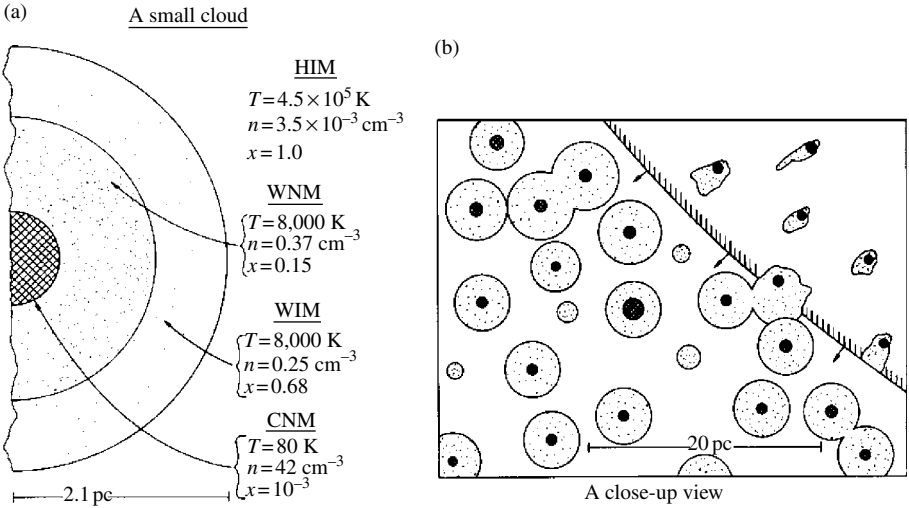 (a)
A small cloud
HIM
T=4.5×10⁵ K
n=3.5×10⁻³ cm⁻³
x=1.0
WNM
T=8,000 K
n=0.37 cm⁻³
x=0.15
WIM
T=8,000 K
n=0.25 cm⁻³
x=0.68
CNM
T=80 K
n=42 cm⁻³
x=10⁻³
2.1 pc
(b)
20 pc
A close-up view